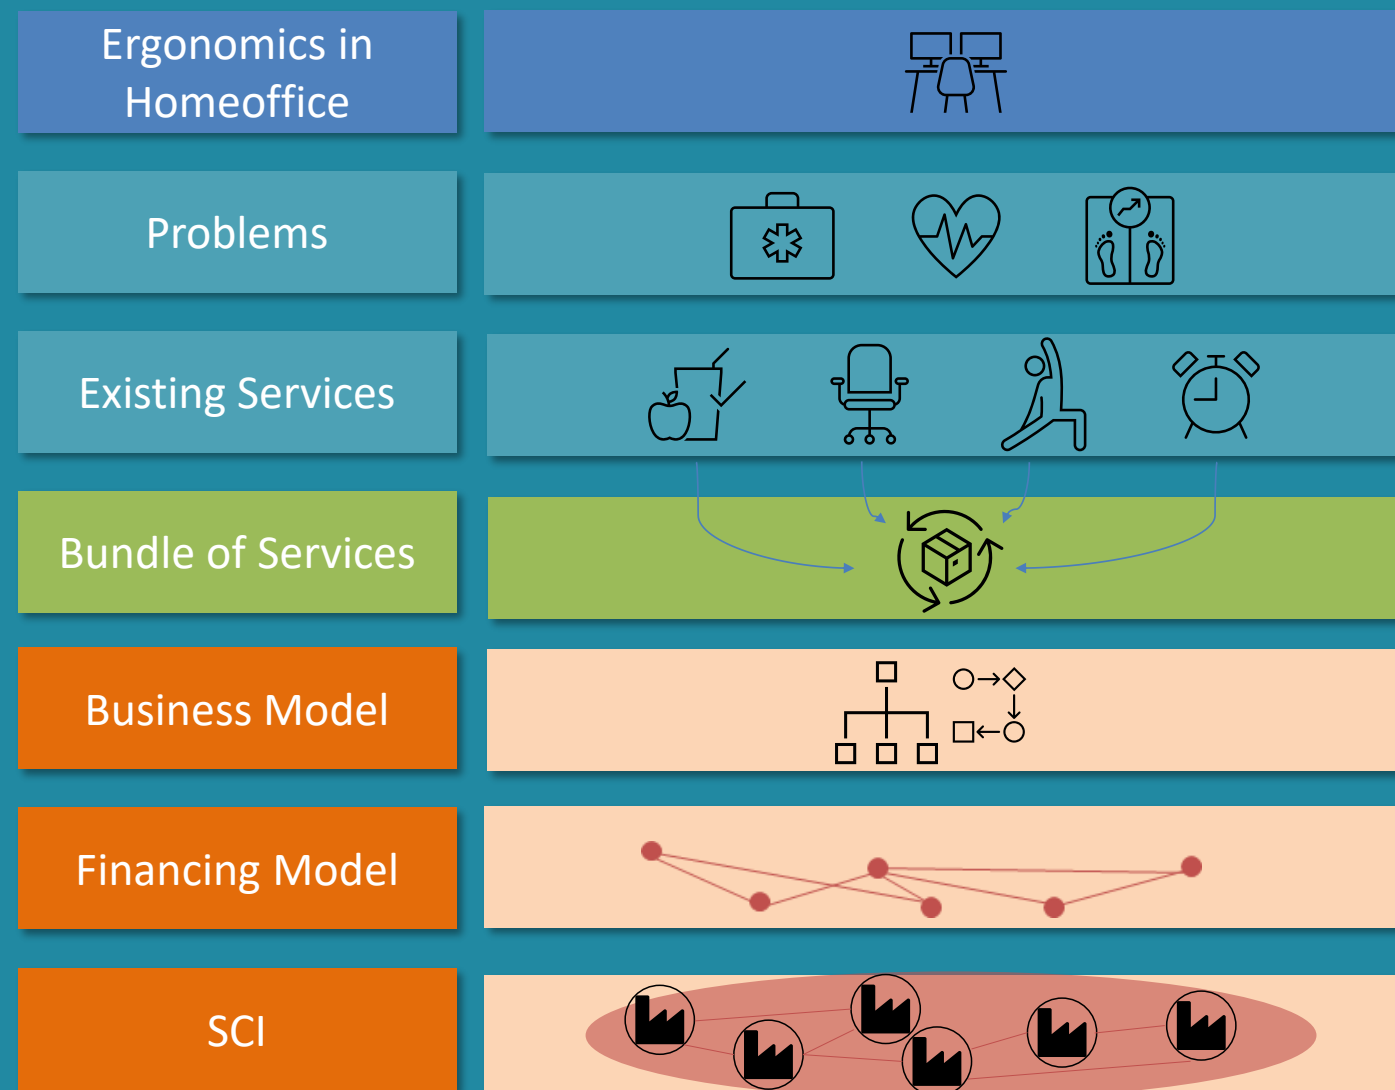 Ergonomics in
Homeoffice
Problems
Existing Services
Bundle of Services
Business Model
Financing Model
SCI